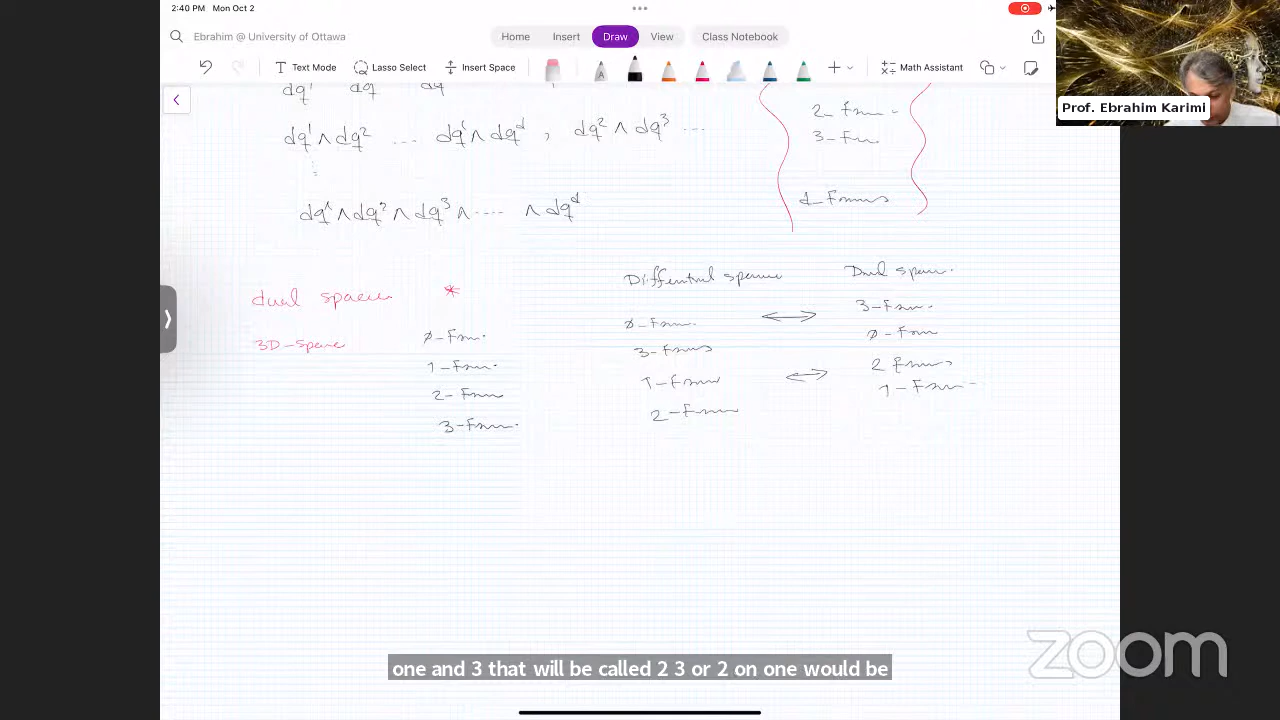 2:40 PM Mon Oct 2
Ebrahim @ University of Ottawa Home Insert Draw View Class Notebook
Text Mode Lasso Select Insert Space Math Assistant
Prof. Ebrahim Karimi
dq¹ dq dq
2-Form
3-Form
dq¹ ∧ dq² ... dq¹ ∧ dqᵈ, dq² ∧ dq³ ...
d-Forms
dq¹ ∧ dq² ∧ dq³ ∧ .... ∧ dqᵈ
Differential space Dual space.
dual space *
3D-space
0-Form.
1-Form.
2-Form
3-Form.
0-Form. ⟷ 3-Form.
3-Forms 0-Form
1-Form ⟷ 2 Forms
2-Form 1-Form
one and 3 that will be called 2 3 or 2 on one would be
zoom